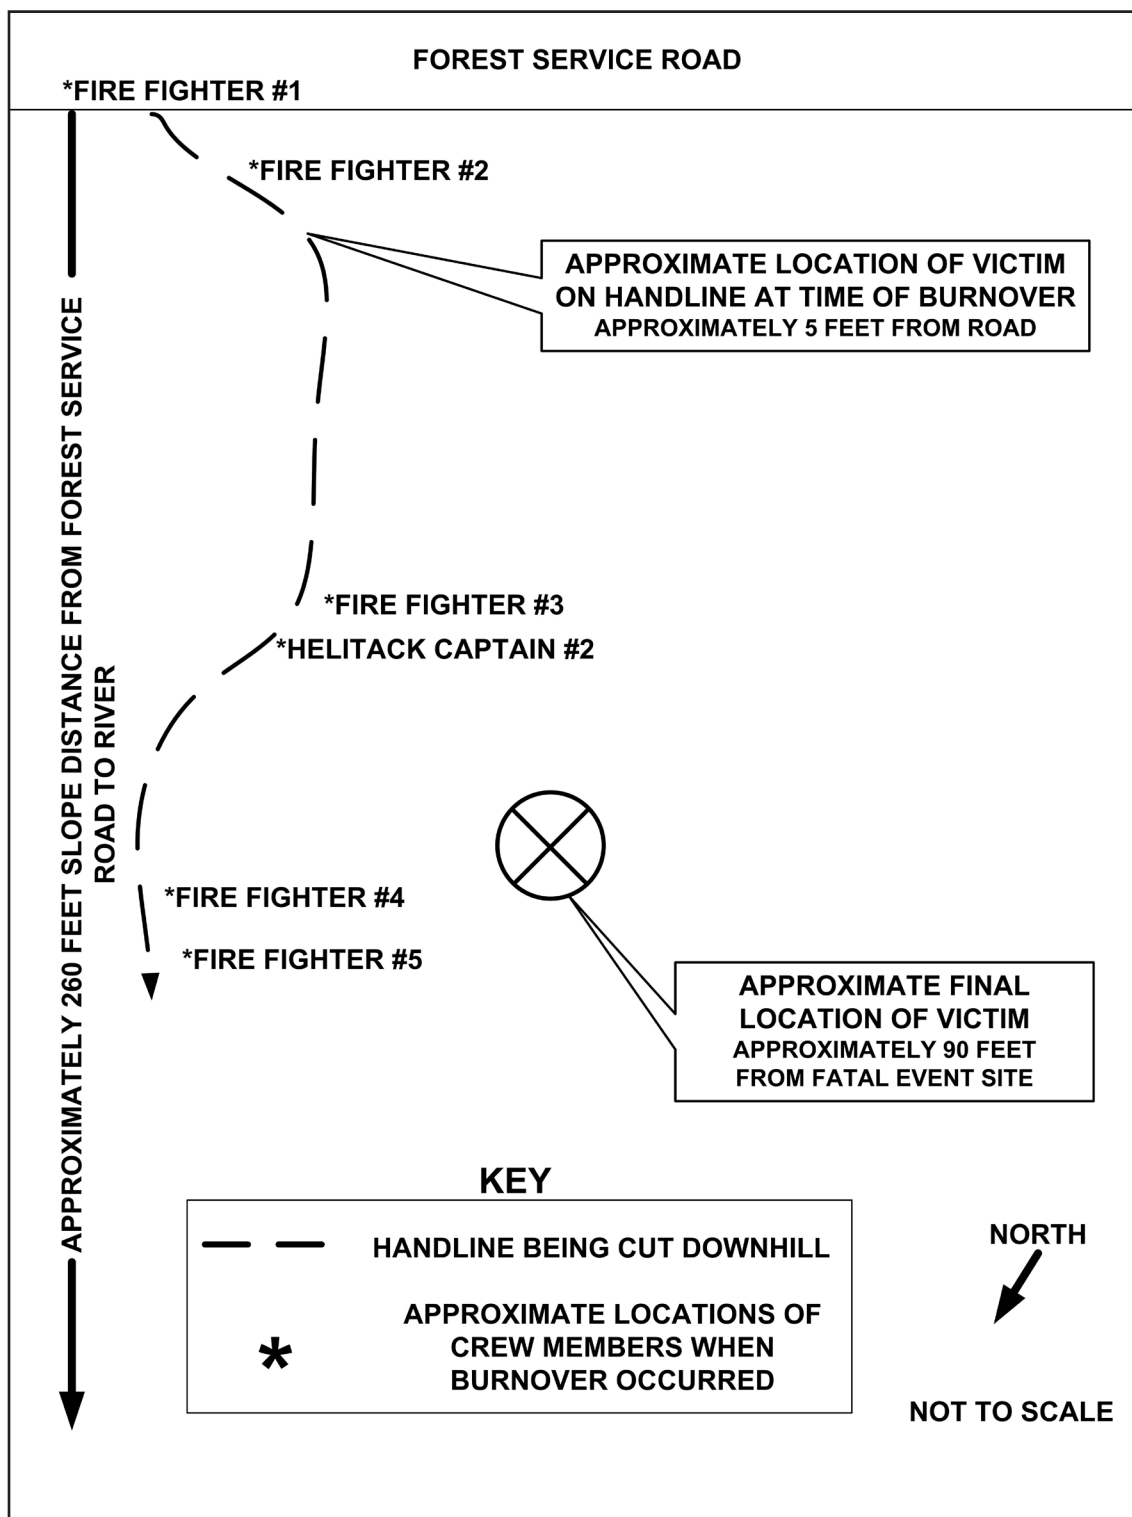 FOREST SERVICE ROAD
*FIRE FIGHTER #1
*FIRE FIGHTER #2
APPROXIMATE LOCATION OF VICTIM
ON HANDLINE AT TIME OF BURNOVER
APPROXIMATELY 5 FEET FROM ROAD
APPROXIMATELY 260 FEET SLOPE DISTANCE FROM FOREST SERVICE
ROAD TO RIVER
*FIRE FIGHTER #3
*HELITACK CAPTAIN #2
*FIRE FIGHTER #4
*FIRE FIGHTER #5
APPROXIMATE FINAL
LOCATION OF VICTIM
APPROXIMATELY 90 FEET
FROM FATAL EVENT SITE
KEY
HANDLINE BEING CUT DOWNHILL
*
APPROXIMATE LOCATIONS OF
CREW MEMBERS WHEN
BURNOVER OCCURRED
NORTH
NOT TO SCALE